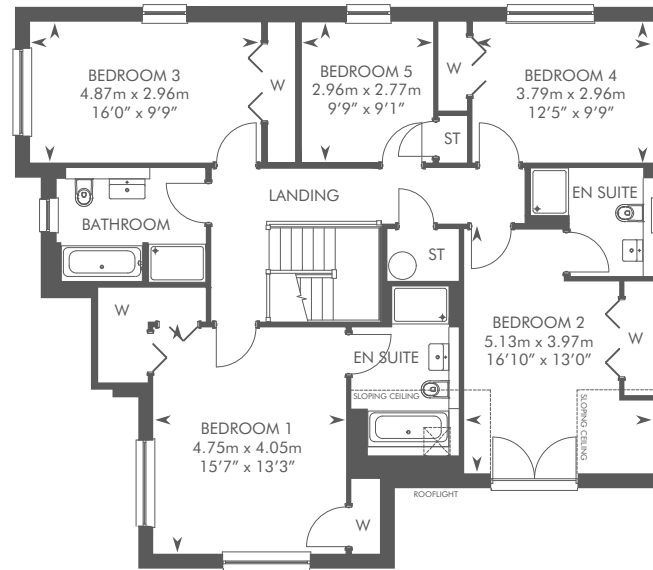 BEDROOM 3
4.87m x 2.96m
16’0” x 9’9”
W
BEDROOM 5
2.96m x 2.77m
9’9” x 9’1”
W
BEDROOM 4
3.79m x 2.96m
12’5” x 9’9”
ST
EN SUITE
LANDING
BATHROOM
ST
W
BEDROOM 2
5.13m x 3.97m
16’10” x 13’0”
W
EN SUITE
SLOPING CEILING
SLOPING CEILING
BEDROOM 1
4.75m x 4.05m
15’7” x 13’3”
ROOFLIGHT
W